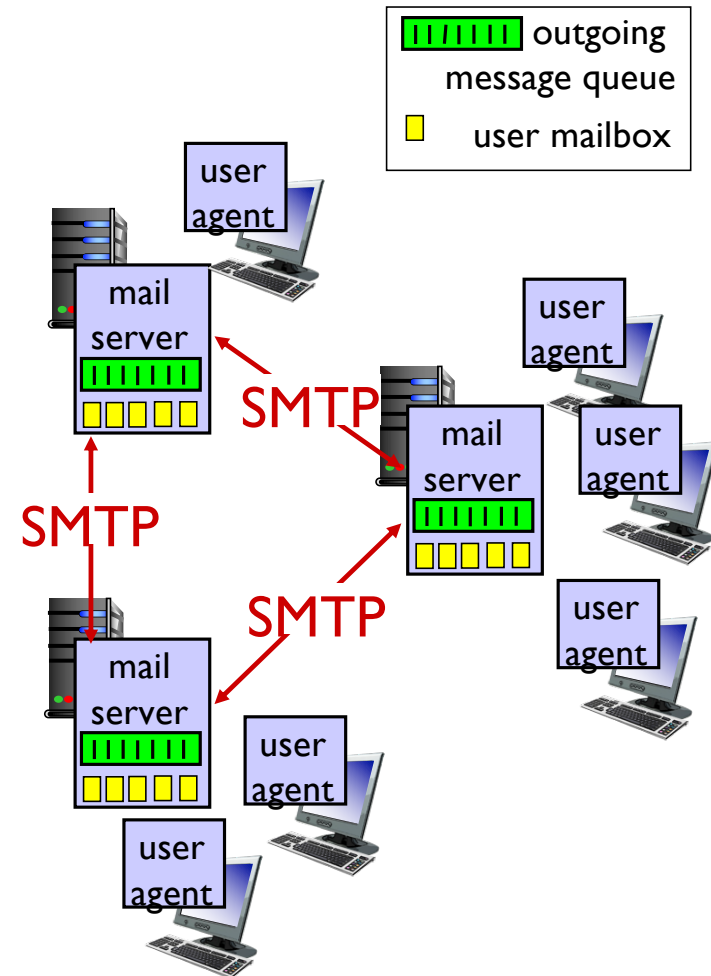 outgoing
message queue
user mailbox
user
agent
mail
server
SMTP
user
agent
mail
server
user
agent
SMTP
SMTP
user
agent
mail
server
user
agent
user
agent